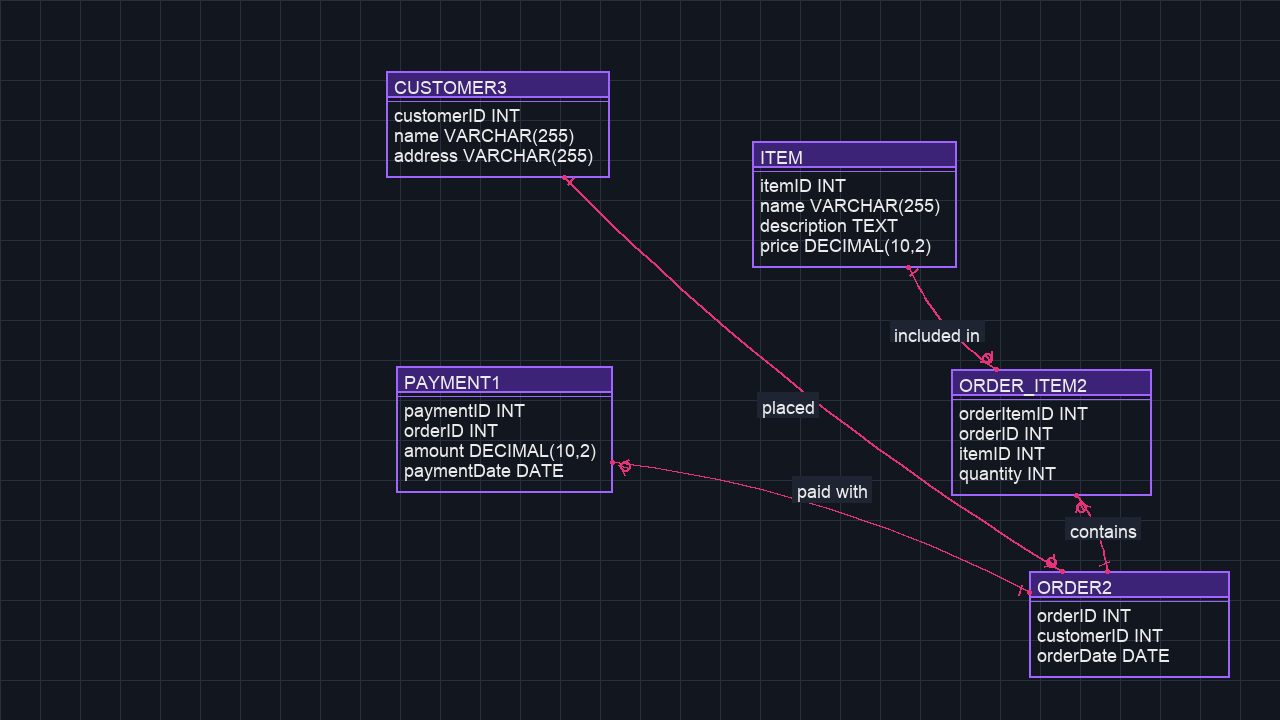 CUSTOMER3
customerID INT
name VARCHAR(255)
address VARCHAR(255)
ITEM
itemID INT
name VARCHAR(255)
description TEXT
price DECIMAL(10,2)
included in
PAYMENT1
paymentID INT
orderID INT
amount DECIMAL(10,2)
paymentDate DATE
placed
ORDER_ITEM2
orderItemID INT
orderID INT
itemID INT
quantity INT
paid with
contains
ORDER2
orderID INT
customerID INT
orderDate DATE